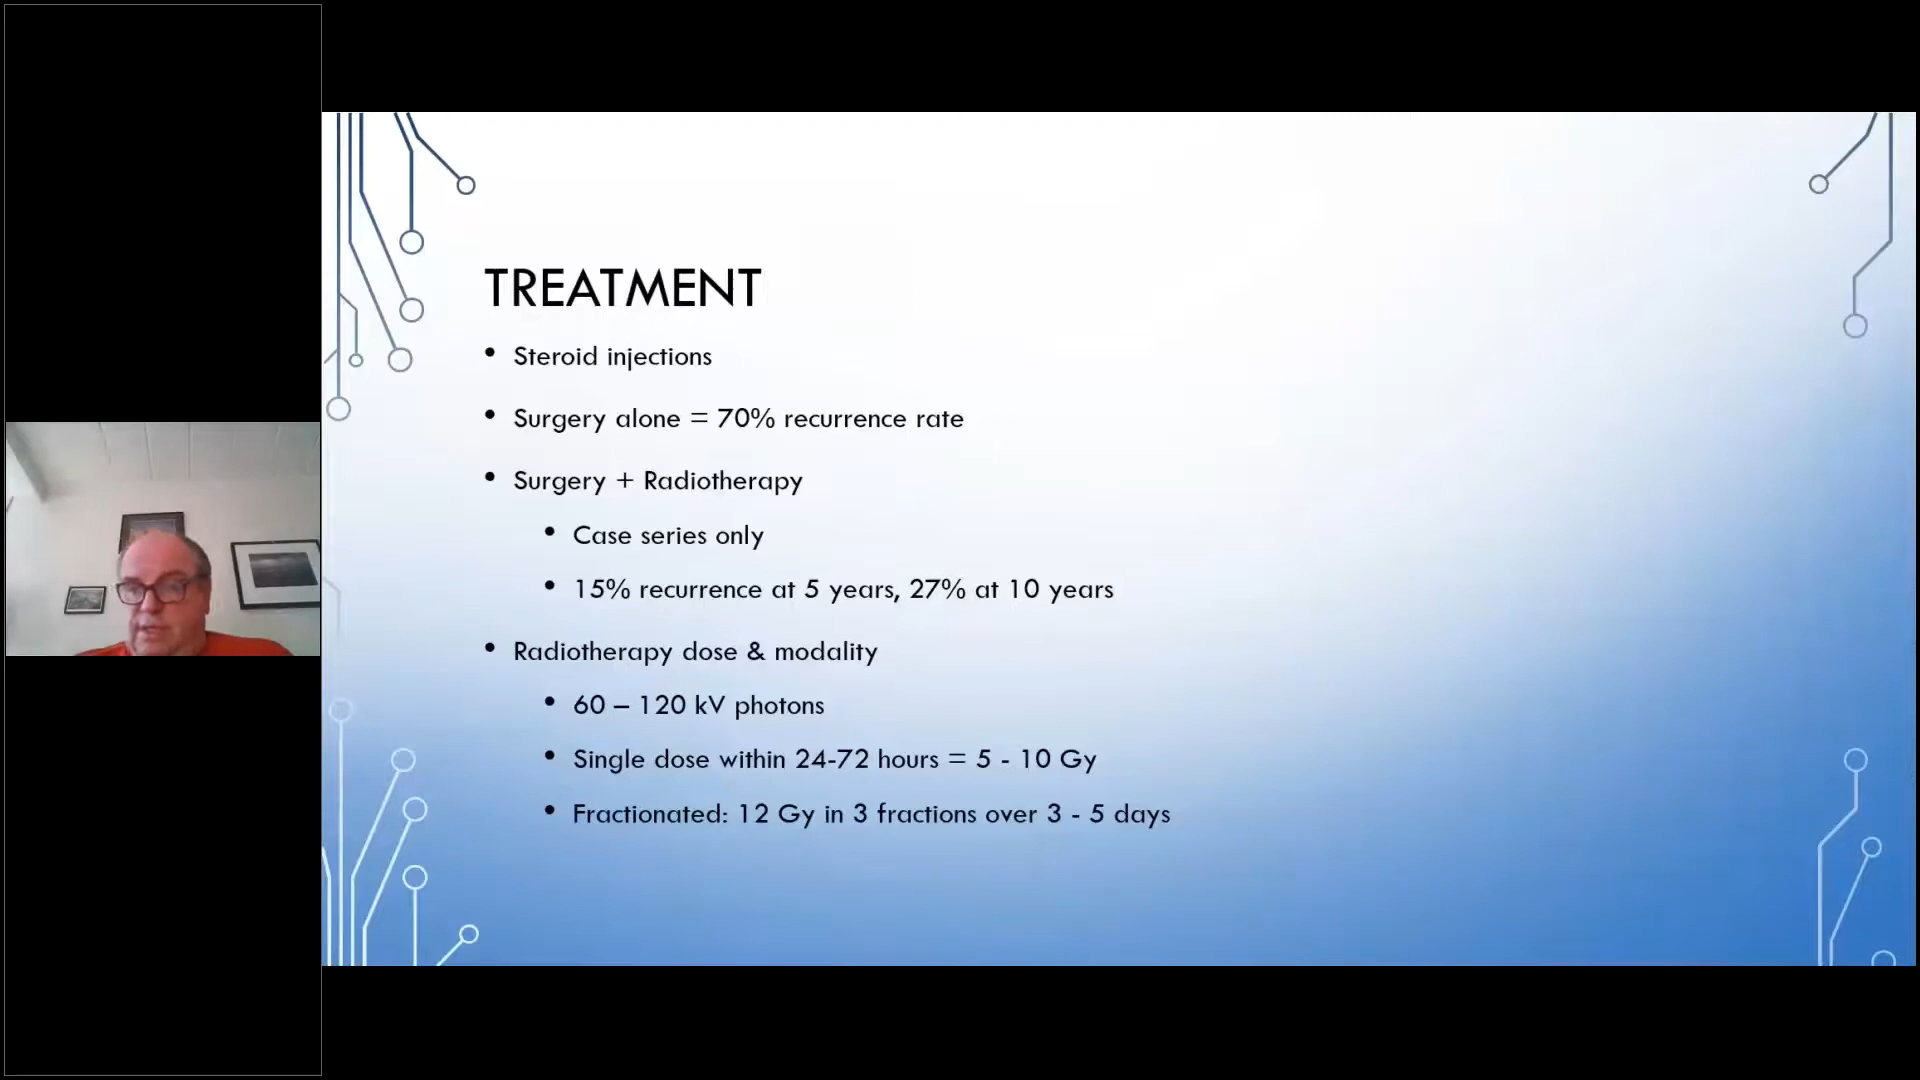 TREATMENT
• Steroid injections
• Surgery alone = 70% recurrence rate
• Surgery + Radiotherapy
• Case series only
• 15% recurrence at 5 years, 27% at 10 years
• Radiotherapy dose & modality
• 60 – 120 kV photons
• Single dose within 24-72 hours = 5 - 10 Gy
• Fractionated: 12 Gy in 3 fractions over 3 - 5 days